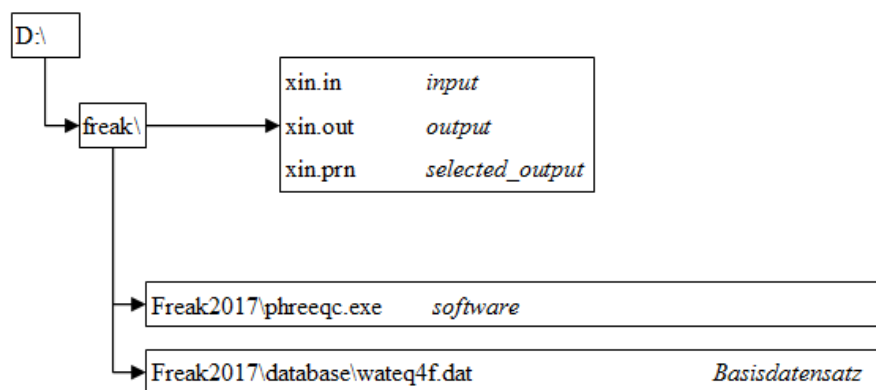 D:\
freak\
xin.in input
xin.out output
xin.prn selected_output
Freak2017\phreeqc.exe software
Freak2017\database\wateq4f.dat Basisdatensatz